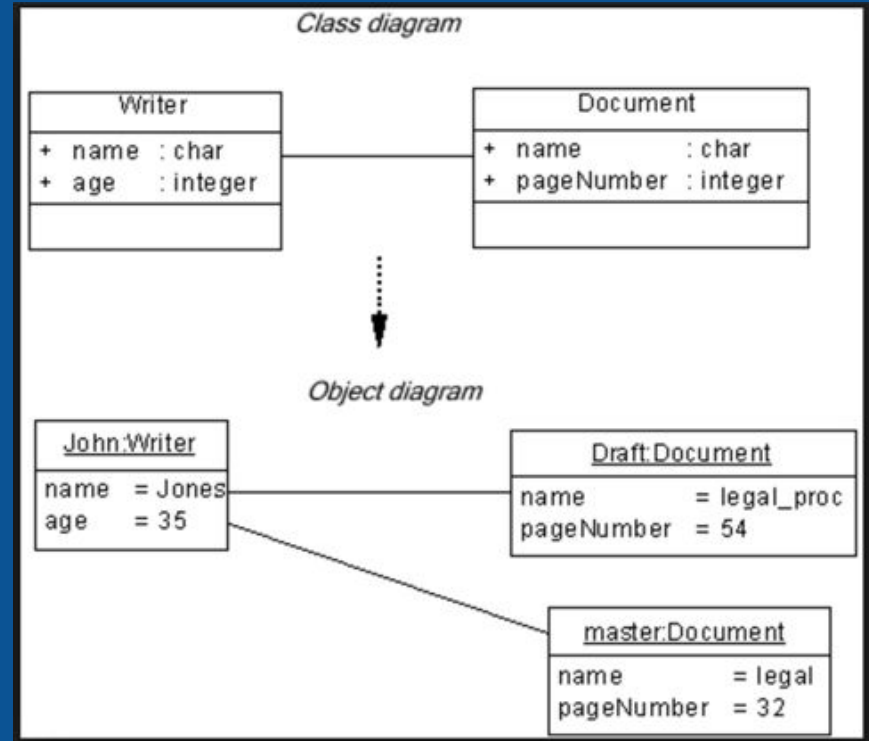 Class diagram
Writer
+ name : char
+ age : integer
Document
+ name : char
+ pageNumber : integer
Object diagram
John:Writer
name = Jones
age = 35
Draft:Document
name = legal_proc
pageNumber = 54
master:Document
name = legal
pageNumber = 32